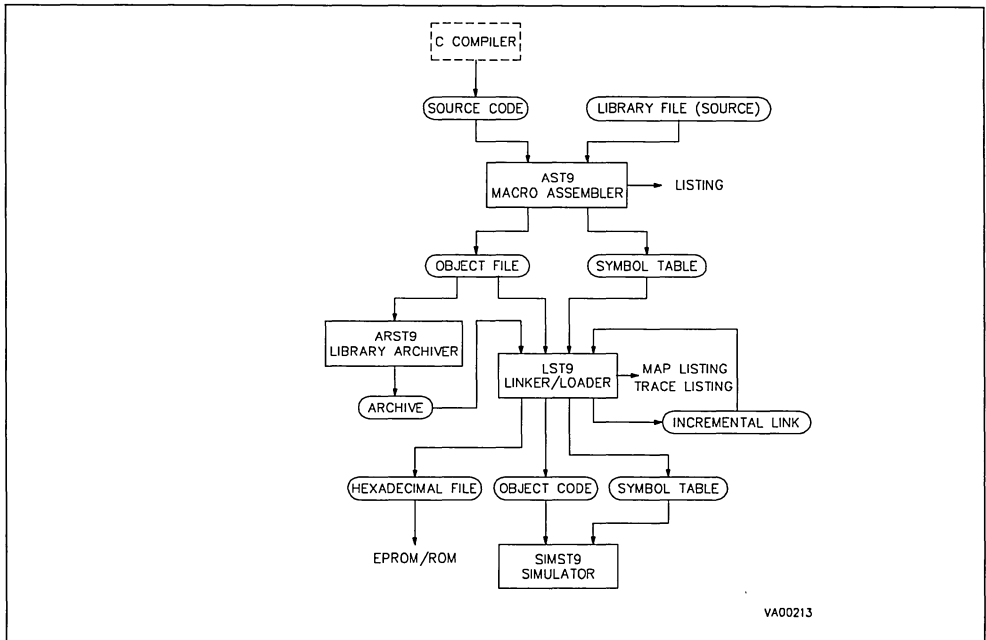 C COMPILER
SOURCE CODE
LIBRARY FILE (SOURCE)
AST9
MACRO ASSEMBLER
LISTING
OBJECT FILE
SYMBOL TABLE
ARST9
LIBRARY ARCHIVER
LST9
LINKER/LOADER
MAP LISTING
TRACE LISTING
ARCHIVE
INCREMENTAL LINK
HEXADECIMAL FILE
OBJECT CODE
SYMBOL TABLE
EPROM/ROM
SIMST9
SIMULATOR
VA00213